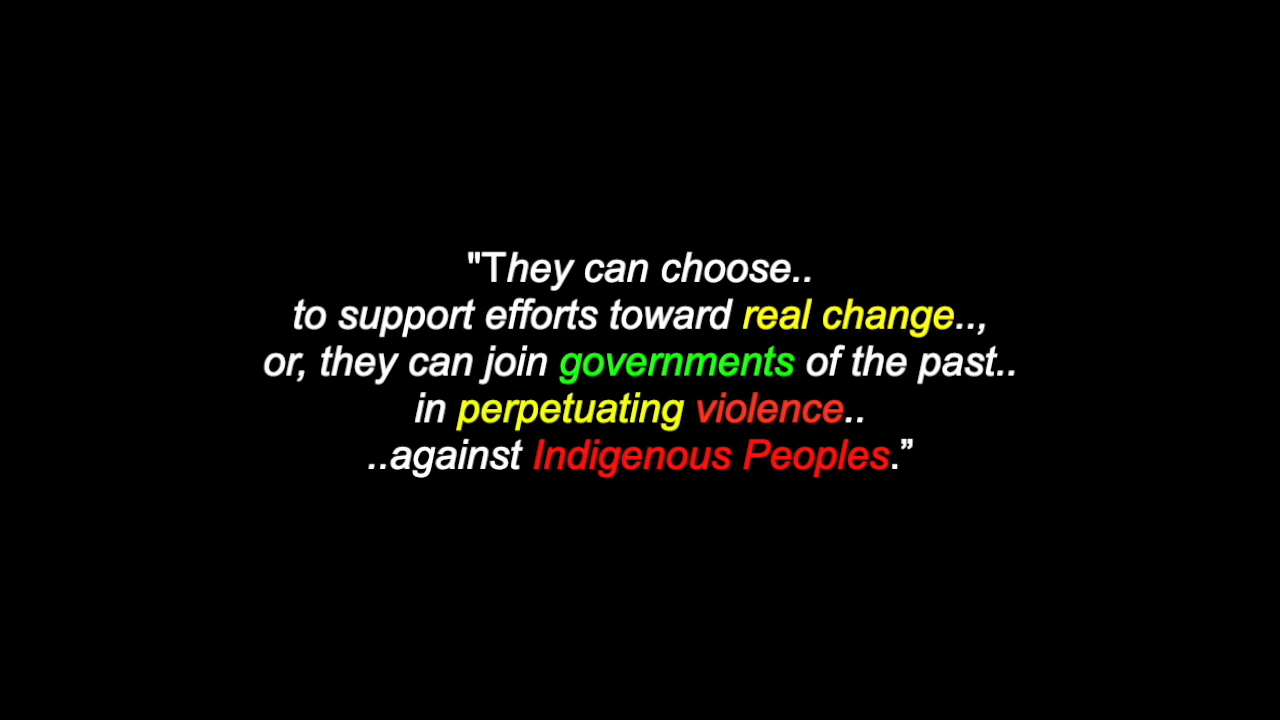 "They can choose..
to support efforts toward real change..,
or, they can join governments of the past..
in perpetuating violence..
..against Indigenous Peoples.”